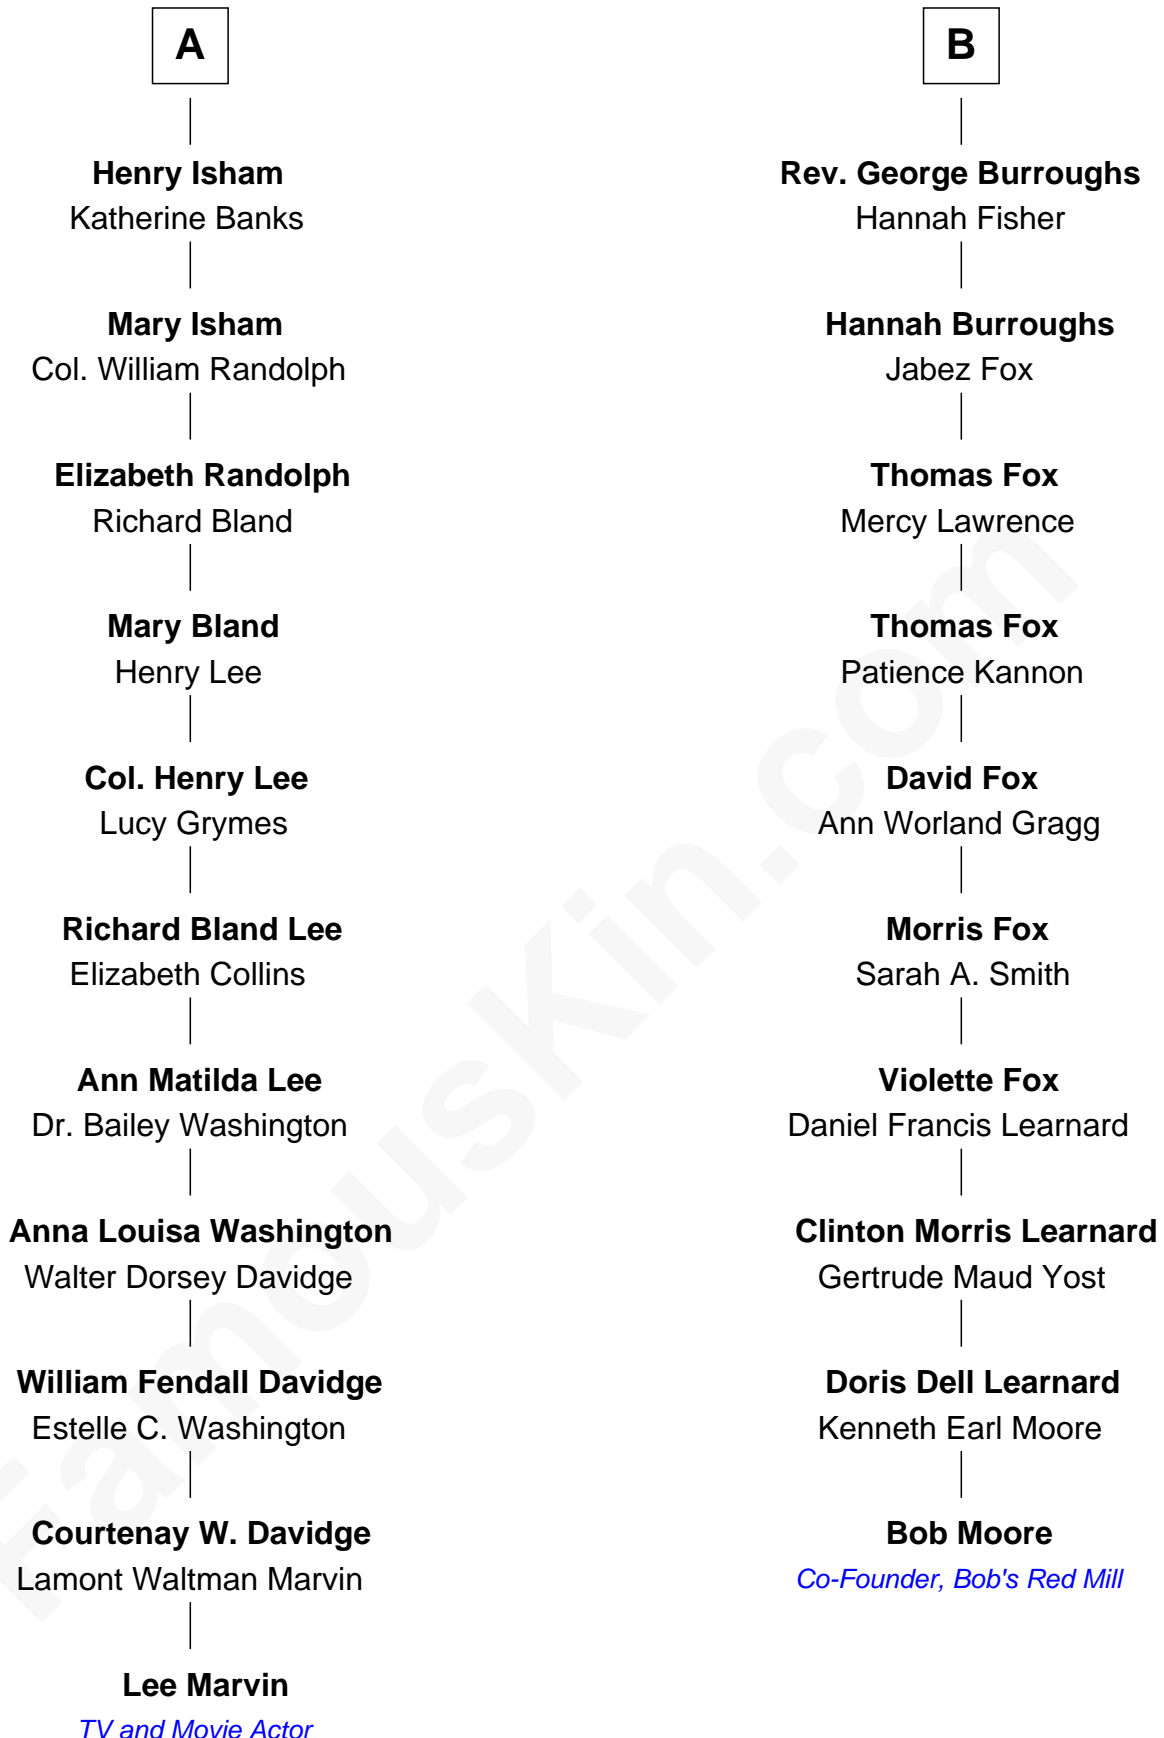 A
Henry Isham
Katherine Banks
Mary Isham
Col. William Randolph
Elizabeth Randolph
Richard Bland
Mary Bland
Henry Lee
Col. Henry Lee
Lucy Grymes
Richard Bland Lee
Elizabeth Collins
Ann Matilda Lee
Dr. Bailey Washington
Anna Louisa Washington
Walter Dorsey Davidge
William Fendall Davidge
Estelle C. Washington
Courtenay W. Davidge
Lamont Waltman Marvin
Lee Marvin
TV and Movie Actor
B
Rev. George Burroughs
Hannah Fisher
Hannah Burroughs
Jabez Fox
Thomas Fox
Mercy Lawrence
Thomas Fox
Patience Kannon
David Fox
Ann Worland Gragg
Morris Fox
Sarah A. Smith
Violette Fox
Daniel Francis Learnard
Clinton Morris Learnard
Gertrude Maud Yost
Doris Dell Learnard
Kenneth Earl Moore
Bob Moore
Co-Founder, Bob's Red Mill
FamousKin.com